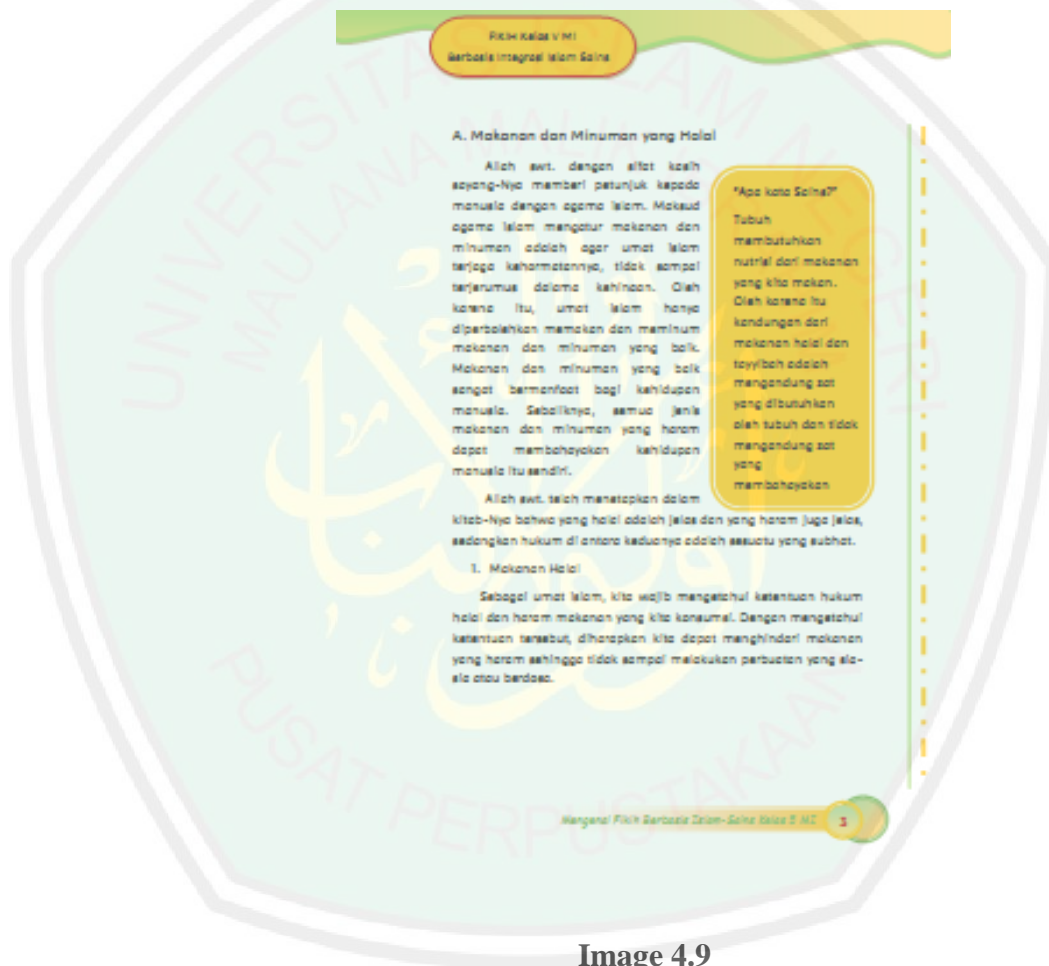 Fikih Kelas V MI
Berbasis Integrasi Islam Sains
A. Makanan dan Minuman yang Halal
Allah swt. dengan sifat kasih
sayang-Nya memberi petunjuk kepada
manusia dengan agama Islam. Maksud
agama Islam mengatur makanan dan
minuman adalah agar umat Islam
terjaga kehormatannya, tidak sampai
terjerumus dalama kehinaan. Oleh
karena itu, umat Islam hanya
diperbolehkan memakan dan meminum
makanan dan minuman yang baik.
Makanan dan minuman yang baik
sangat bermanfaat bagi kehidupan
manusia. Sebaliknya, semua jenis
makanan dan minuman yang haram
dapat membahayakan kehidupan
manusia itu sendiri.
"Apa kata Sains?"
Tubuh
membutuhkan
nutrisi dari makanan
yang kita makan.
Oleh karena itu
kandungan dari
makanan halal dan
tayyibah adalah
mengandung zat
yang dibutuhkan
oleh tubuh dan tidak
mengandung zat
yang
membahayakan
Allah swt. telah menetapkan dalam
kitab-Nya bahwa yang halal adalah jelas dan yang haram juga jelas,
sedangkan hukum di antara keduanya adalah sesuatu yang subhat.
1. Makanan Halal
Sebagai umat Islam, kita wajib mengetahui ketentuan hukum
halal dan haram makanan yang kita konsumsi. Dengan mengetahui
ketentuan tersebut, diharapkan kita dapat menghindari makanan
yang haram sehingga tidak sampai melakukan perbuatan yang sia-
sia atau berdosa.
Mengenal Fikih Berbasis Islam-Sains Kelas 5 MI 3
Image 4.9
UNIVERSITAS ISLAM NEGERI
MAULANA MALIK
PUSAT PERPUSTAKAAN